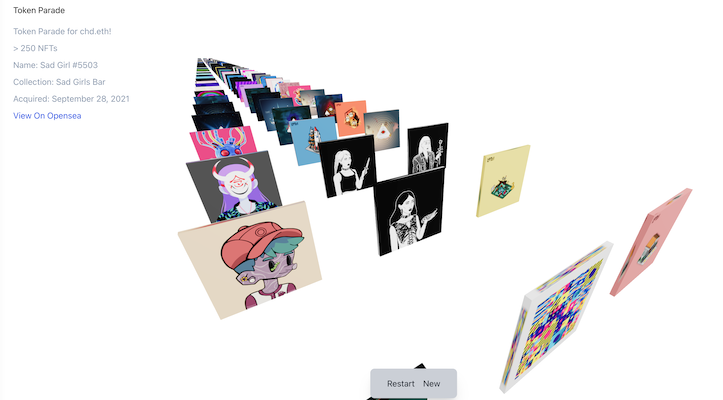 Token Parade
Token Parade for chd.eth!
> 250 NFTs
Name: Sad Girl #5503
Collection: Sad Girls Bar
Acquired: September 28, 2021
View On Opensea
Restart New